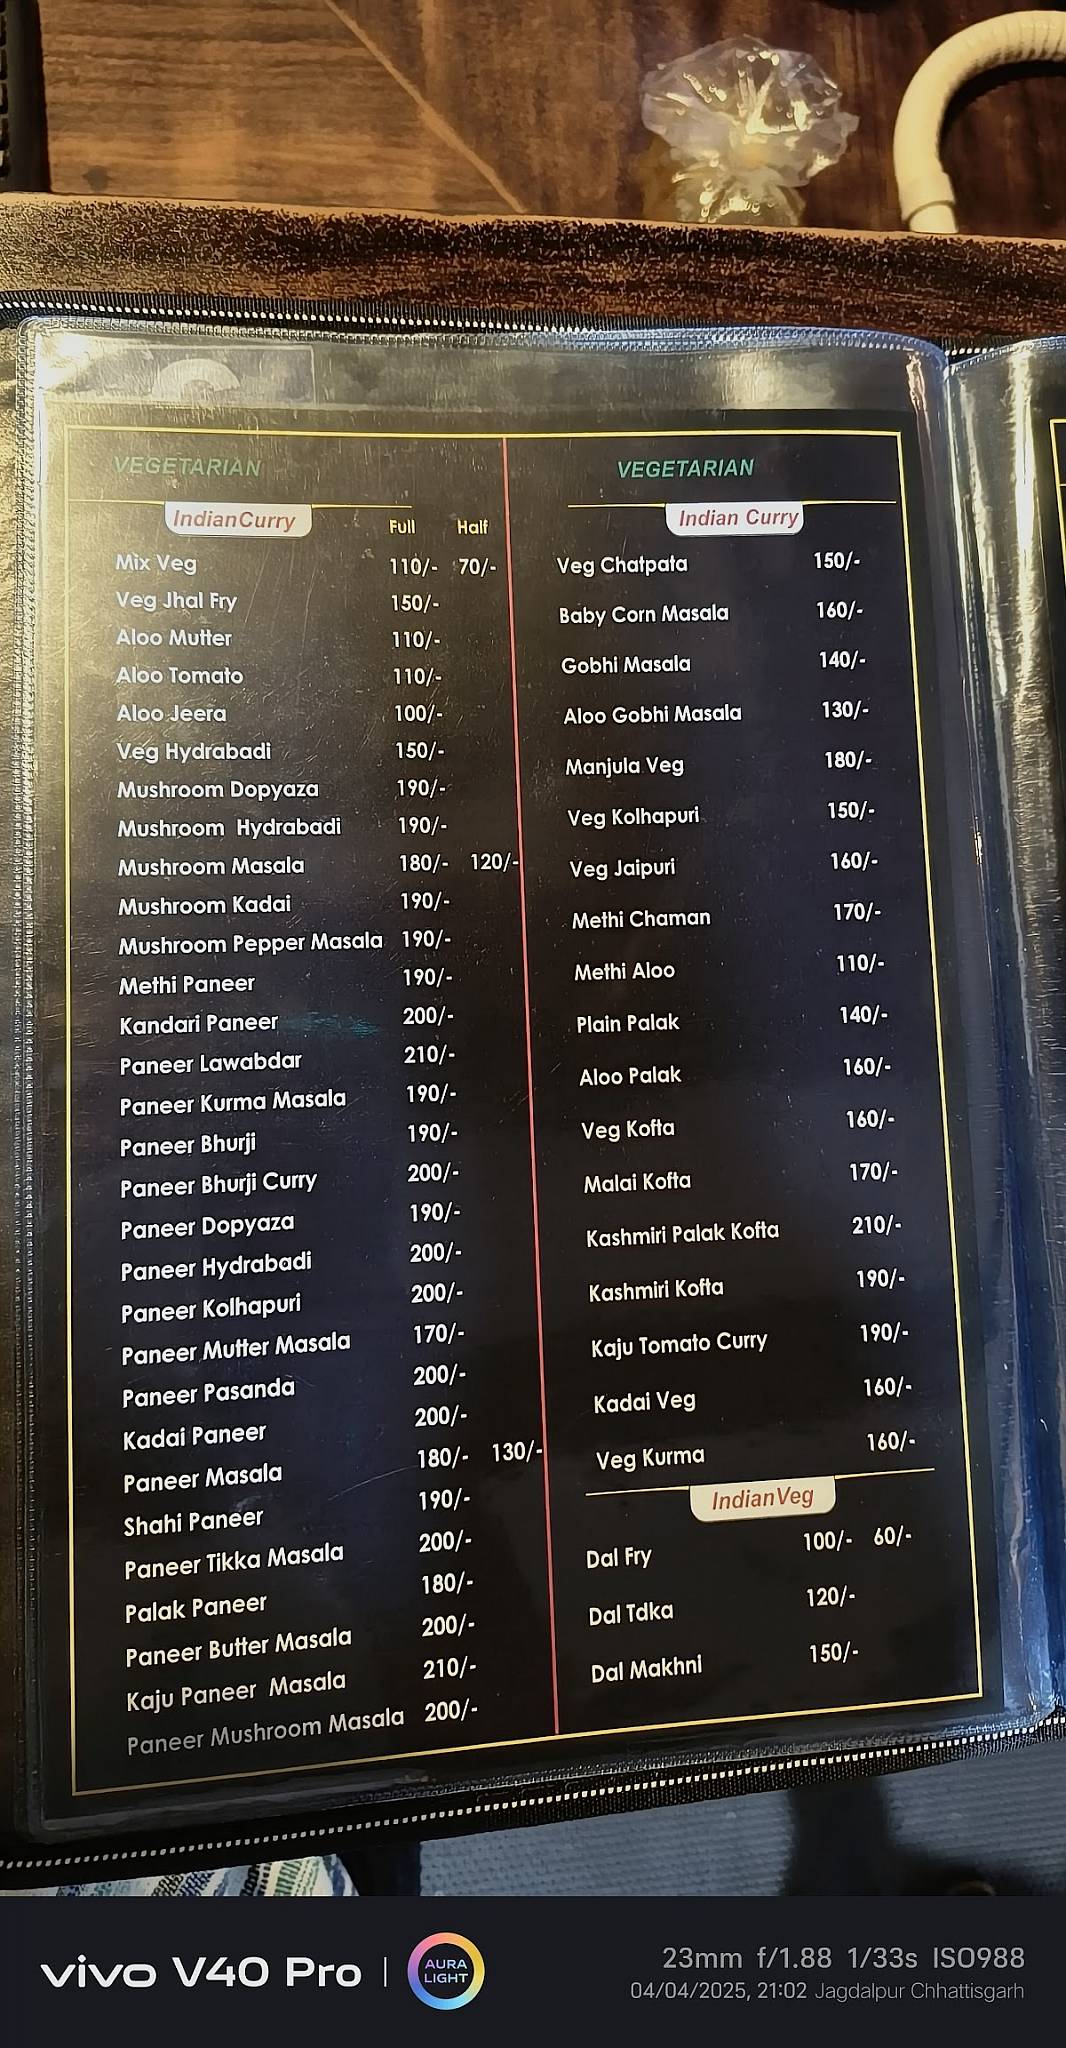 VEGETARIAN
IndianCurry
Full Half
Mix Veg 110/- 70/-
Veg Jhal Fry 150/-
Aloo Mutter 110/-
Aloo Tomato 110/-
Aloo Jeera 100/-
Veg Hydrabadi 150/-
Mushroom Dopyaza 190/-
Mushroom Hydrabadi 190/-
Mushroom Masala 180/- 120/-
Mushroom Kadai 190/-
Mushroom Pepper Masala 190/-
Methi Paneer 190/-
Kandari Paneer 200/-
Paneer Lawabdar 210/-
Paneer Kurma Masala 190/-
Paneer Bhurji 190/-
Paneer Bhurji Curry 200/-
Paneer Dopyaza 190/-
Paneer Hydrabadi 200/-
Paneer Kolhapuri 200/-
Paneer Mutter Masala 170/-
Paneer Pasanda 200/-
Kadai Paneer 200/-
Paneer Masala 180/- 130/-
Shahi Paneer 190/-
Paneer Tikka Masala 200/-
Palak Paneer 180/-
Paneer Butter Masala 200/-
Kaju Paneer Masala 210/-
Paneer Mushroom Masala 200/-
VEGETARIAN
Indian Curry
Veg Chatpata 150/-
Baby Corn Masala 160/-
Gobhi Masala 140/-
Aloo Gobhi Masala 130/-
Manjula Veg 180/-
Veg Kolhapuri 150/-
Veg Jaipuri 160/-
Methi Chaman 170/-
Methi Aloo 110/-
Plain Palak 140/-
Aloo Palak 160/-
Veg Kofta 160/-
Malai Kofta 170/-
Kashmiri Palak Kofta 210/-
Kashmiri Kofta 190/-
Kaju Tomato Curry 190/-
Kadai Veg 160/-
Veg Kurma 160/-
IndianVeg
Dal Fry 100/- 60/-
Dal Tdka 120/-
Dal Makhni 150/-
vivo V40 Pro | AURA LIGHT
23mm f/1.88 1/33s ISO988
04/04/2025, 21:02 Jagdalpur Chhattisgarh